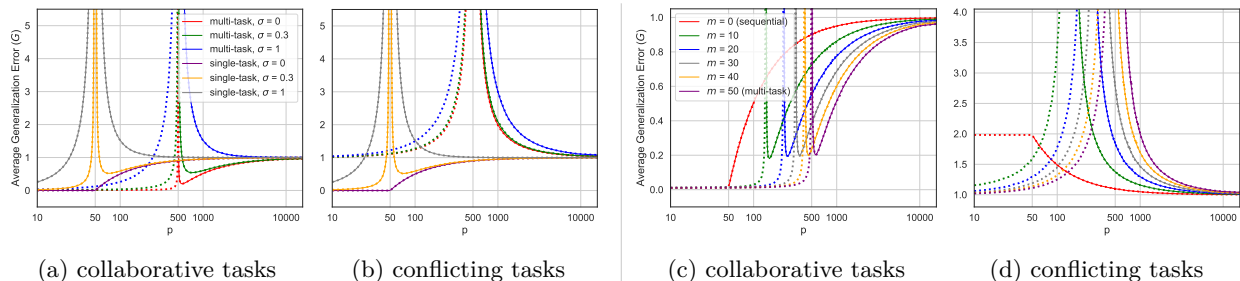 Average Generalization Error (G)
5
4
3
2
1
0
multi-task, σ = 0
multi-task, σ = 0.3
multi-task, σ = 1
single-task, σ = 0
single-task, σ = 0.3
single-task, σ = 1
10 50 100 500 1000 10000
p
(a) collaborative tasks
5
4
3
2
1
0
10 50 100 500 1000 10000
p
(b) conflicting tasks
Average Generalization Error (G)
1.0
0.8
0.6
0.4
0.2
0.0
m = 0 (sequential)
m = 10
m = 20
m = 30
m = 40
m = 50 (multi-task)
10 50 100 500 1000 10000
p
(c) collaborative tasks
4.0
3.5
3.0
2.5
2.0
1.5
1.0
10 50 100 500 1000 10000
p
(d) conflicting tasks